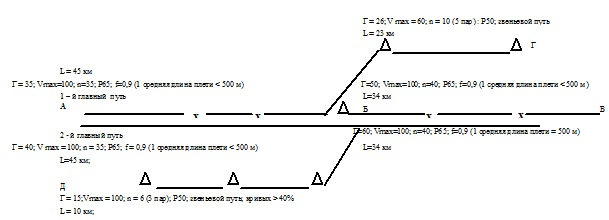 Г = 26; V max = 60; n = 10 (5 пар) : Р50; звеньевой путь
L = 23 км
Г
L = 45 км
Г = 35; Vmax=100; n=35; Р65; f=0,9 (1 средняя длина плети < 500 м)
1 – й главный путь
А
Г=50; Vmax=100; n=40; Р65; f=0,9 (1 средняя длина плети < 500 м)
L=34 км
Б
В
2 - й главный путь
Г = 40; V max = 100; n = 35; Р65; f= 0,9 (1 средняя длина плети < 500 м)
L=45 км;
Г=60; Vmax=100; n=40; Р65; f=0,9 (1 средняя длина плети = 500 м)
L=34 км
Д
Г = 15;Vmax = 100; n = 6 (3 пар); Р50; звеньевой путь; кривых > 40%
L = 10 км;